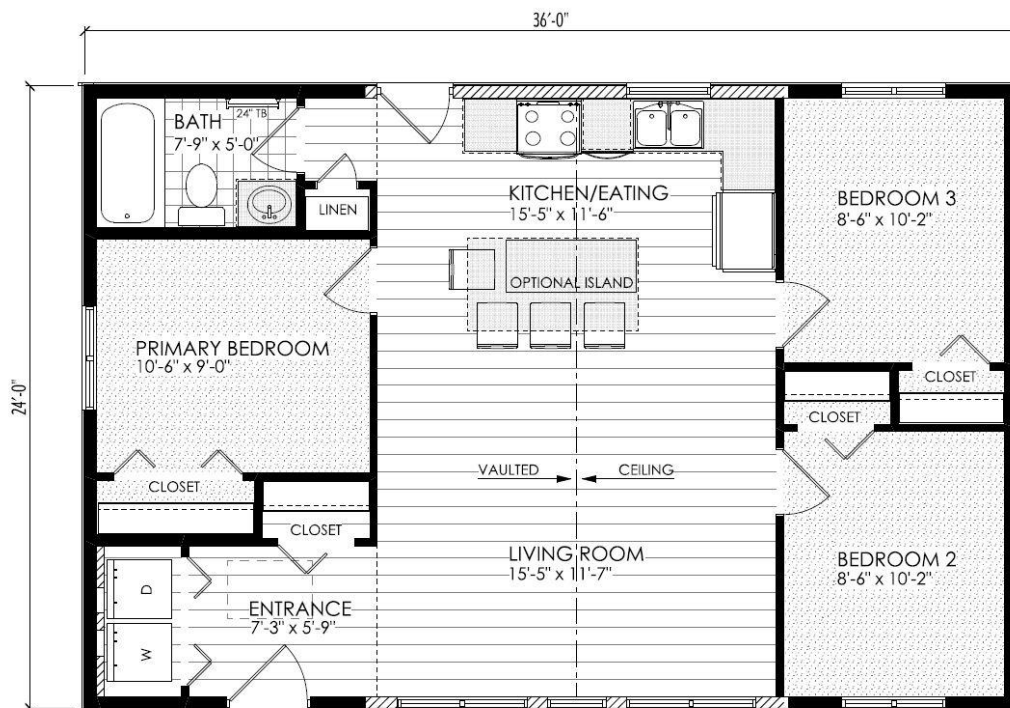 36'-0"
24'-0"
BATH
7'-9" x 5'-0"
24" TB
LINEN
KITCHEN/EATING
15'-5" x 11'-6"
OPTIONAL ISLAND
BEDROOM 3
8'-6" x 10'-2"
PRIMARY BEDROOM
10'-6" x 9'-0"
CLOSET
CLOSET
VAULTED
CEILING
CLOSET
CLOSET
LIVING ROOM
15'-5" x 11'-7"
BEDROOM 2
8'-6" x 10'-2"
D
ENTRANCE
7'-3" x 5'-9"
W